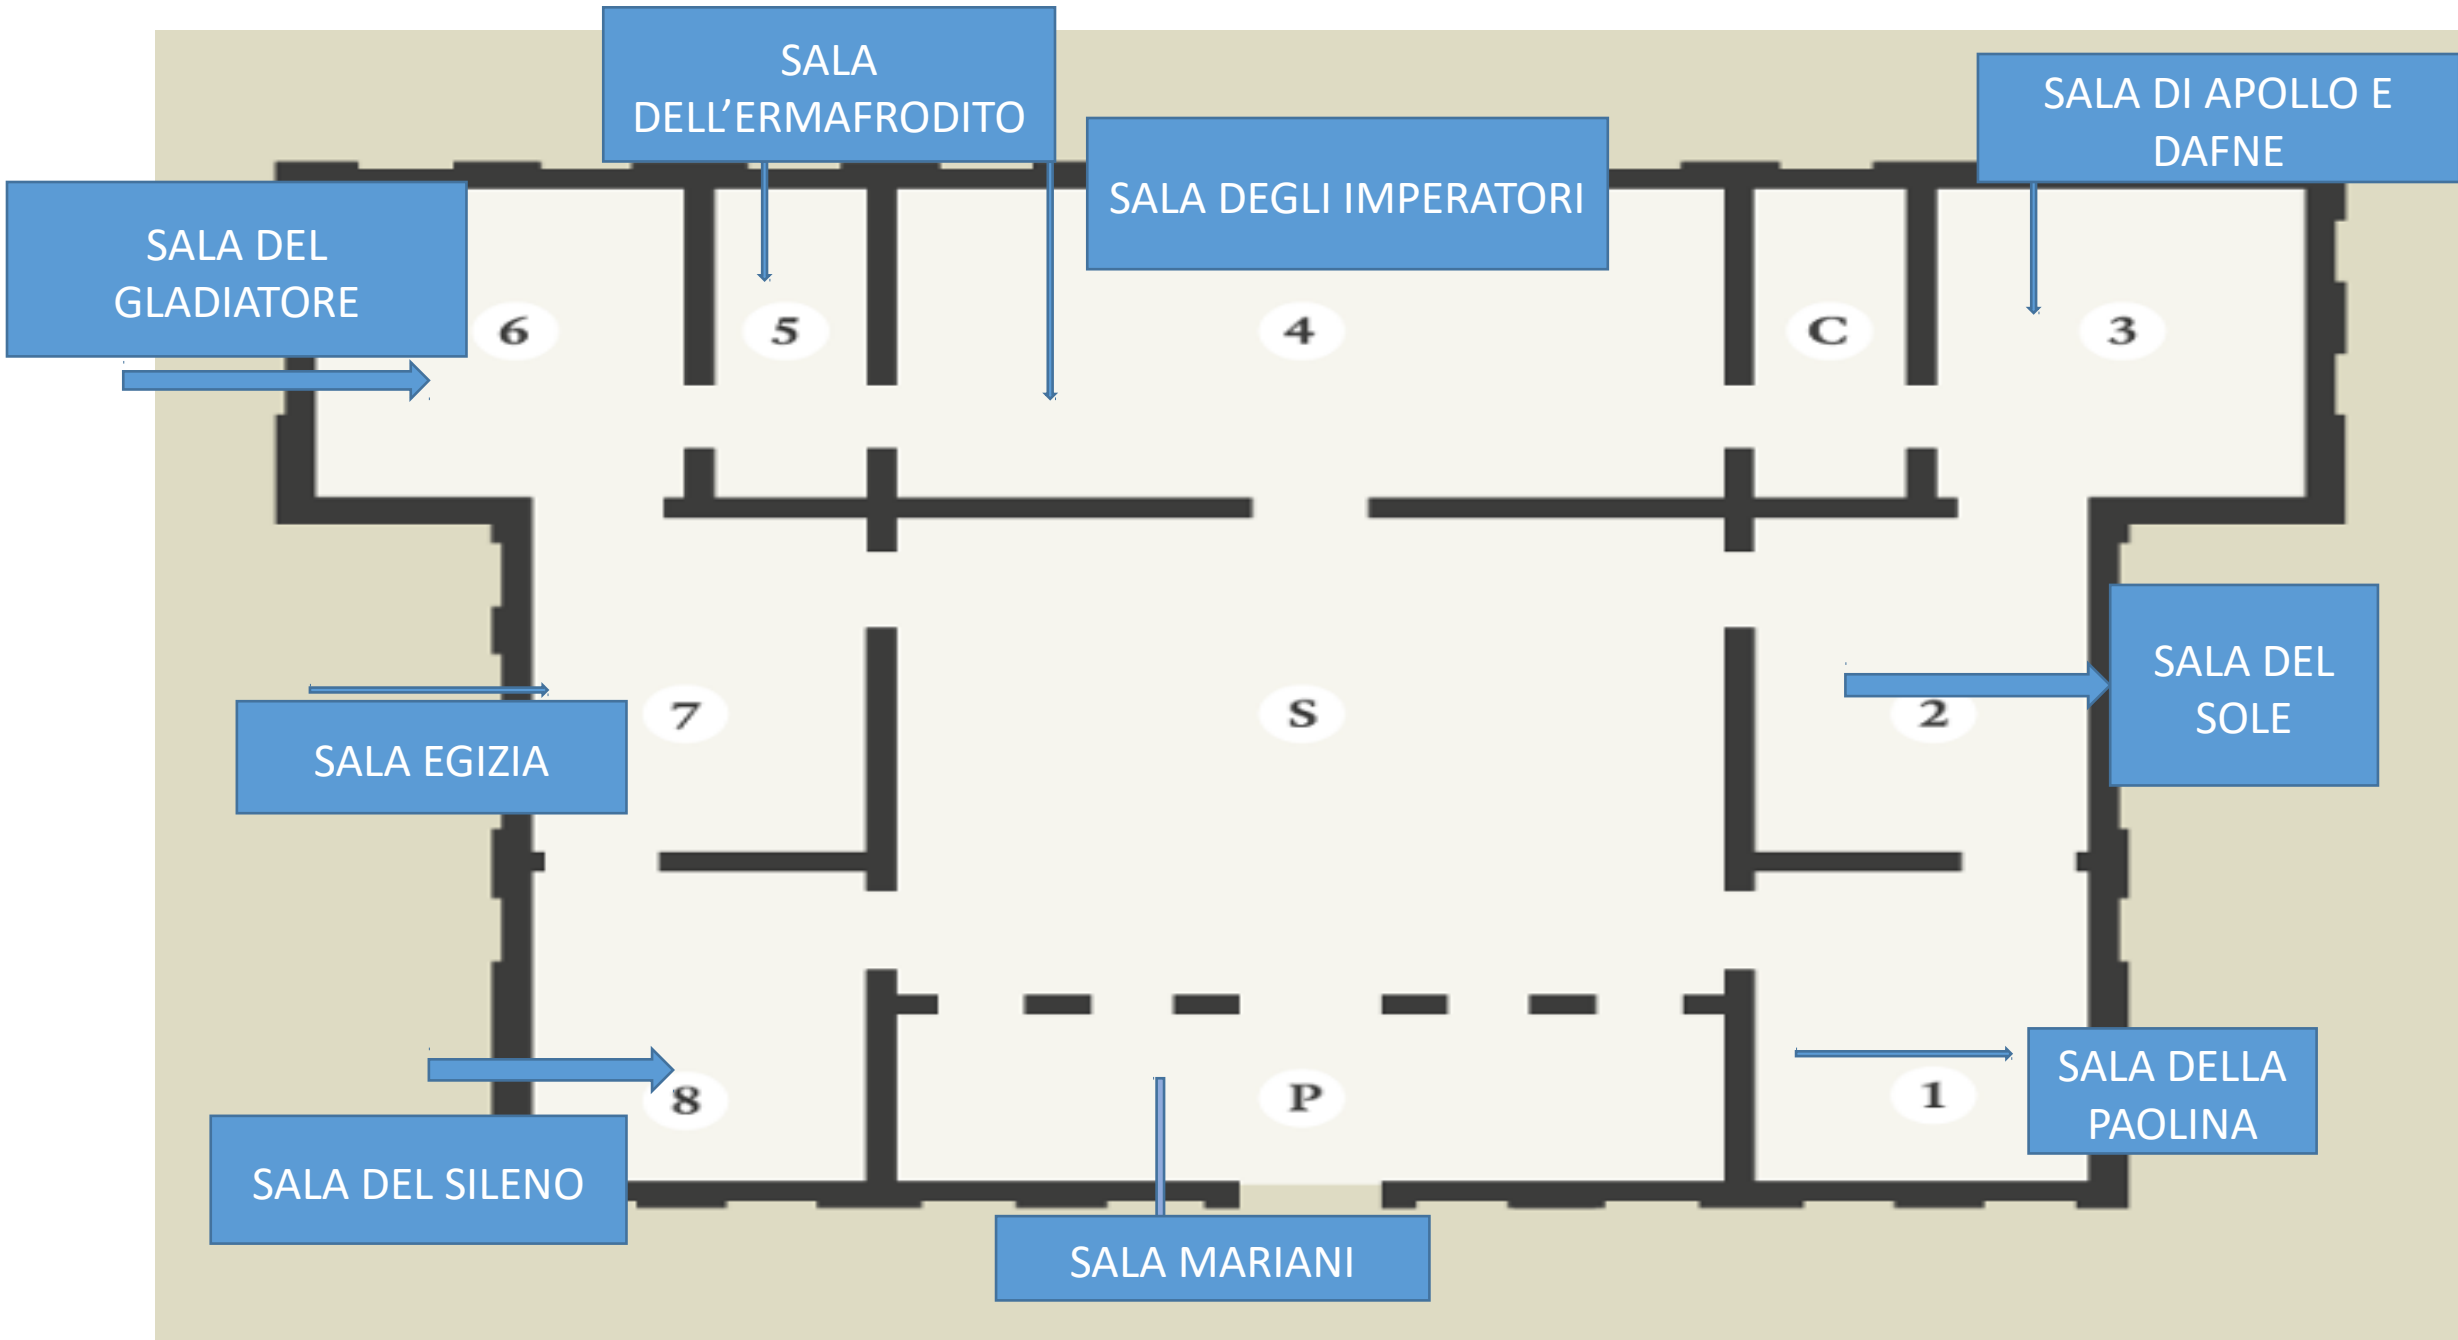 SALA
DELL’ERMAFRODITO
SALA DI APOLLO E
DAFNE
SALA DEGLI IMPERATORI
SALA DEL
GLADIATORE
6
5
4
C
3
SALA DEL
SOLE
7
S
2
SALA EGIZIA
SALA DELLA
PAOLINA
8
P
1
SALA DEL SILENO
SALA MARIANI